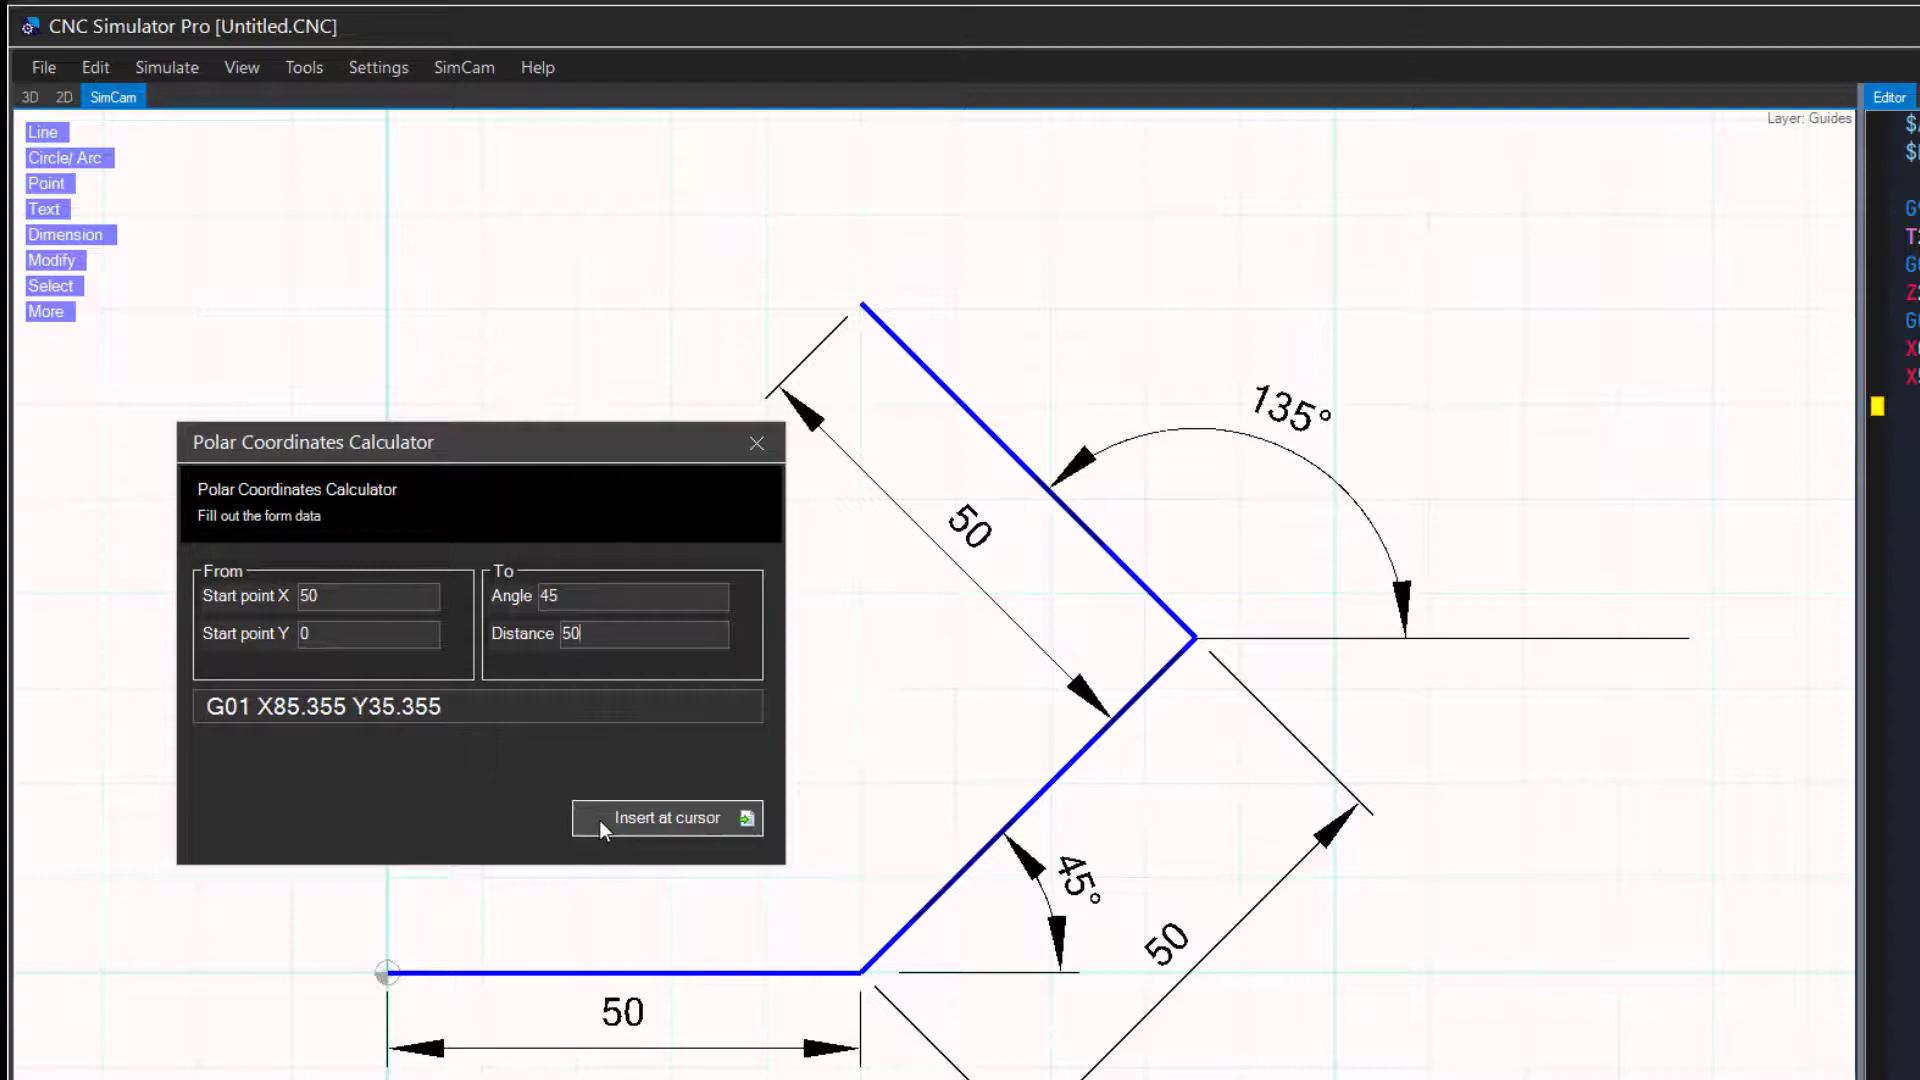 CNC Simulator Pro [Untitled.CNC]
File Edit Simulate View Tools Settings SimCam Help
3D 2D SimCam
Editor
Layer: Guides
Line
Circle/ Arc
Point
Text
Dimension
Modify
Select
More
135°
50
45°
50
50
Polar Coordinates Calculator
Polar Coordinates Calculator
Fill out the form data
From
Start point X 50
Start point Y 0
To
Angle 45
Distance 50
G01 X85.355 Y35.355
Insert at cursor